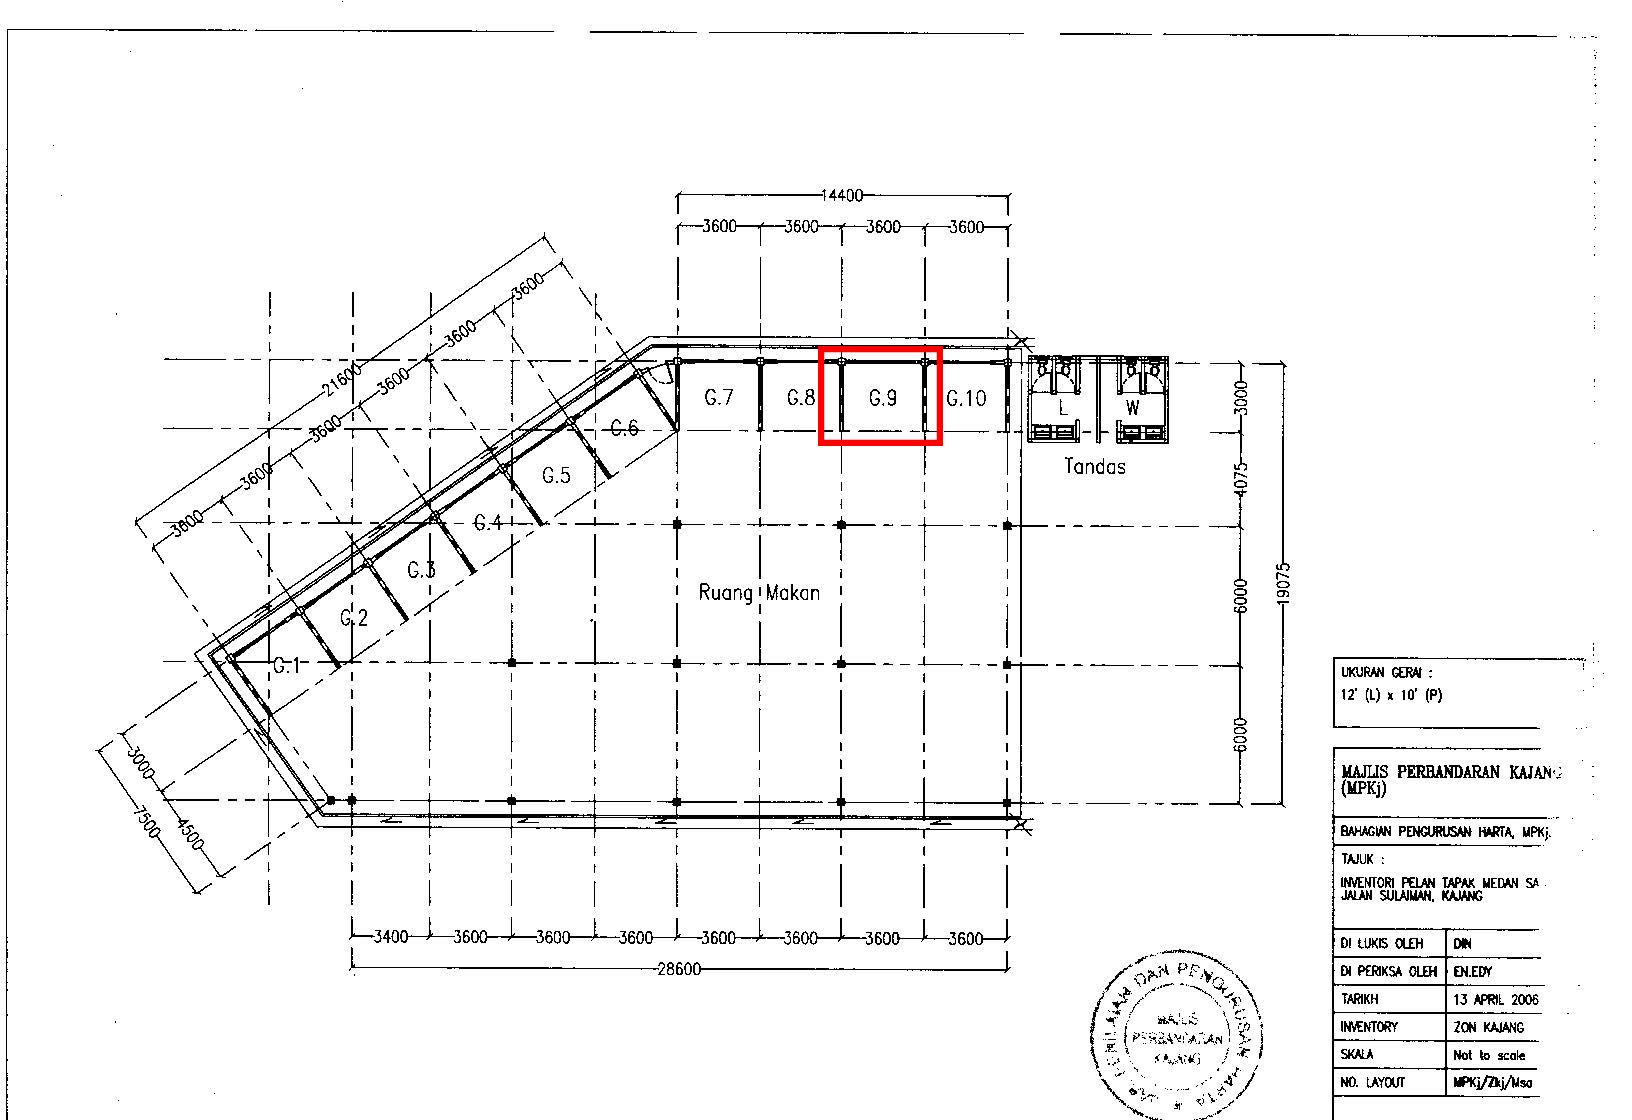 14400
3600 3600 3600 3600
3600
3600
3600
3600
3600
3600
21600
G.7 G.8 G.9 G.10
G.6
G.5
G.4
G.3
G.2
G.1
L W
Tandas
3000
4075
6000
6000
19075
Ruang Makan
3000
4500
7500
3400 3600 3600 3600 3600 3600 3600 3600
28600
UKURAN GERAI :
12' (L) x 10' (P)
MAJLIS PERBANDARAN KAJANG
(MPKj)
BAHAGIAN PENGURUSAN HARTA, MPKj.
TAJUK :
INVENTORI PELAN TAPAK MEDAN SA
JALAN SULAIMAN, KAJANG
DI LUKIS OLEH DIN
DI PERIKSA OLEH EN.EDY
TARIKH 13 APRIL 2006
INVENTORY ZON KAJANG
SKALA Not to scale
NO. LAYOUT MPKj/Zkj/Msa
PENILAIAN DAN PENGURUSAN HARTA
MAJLIS
PERBANDARAN
KAJANG